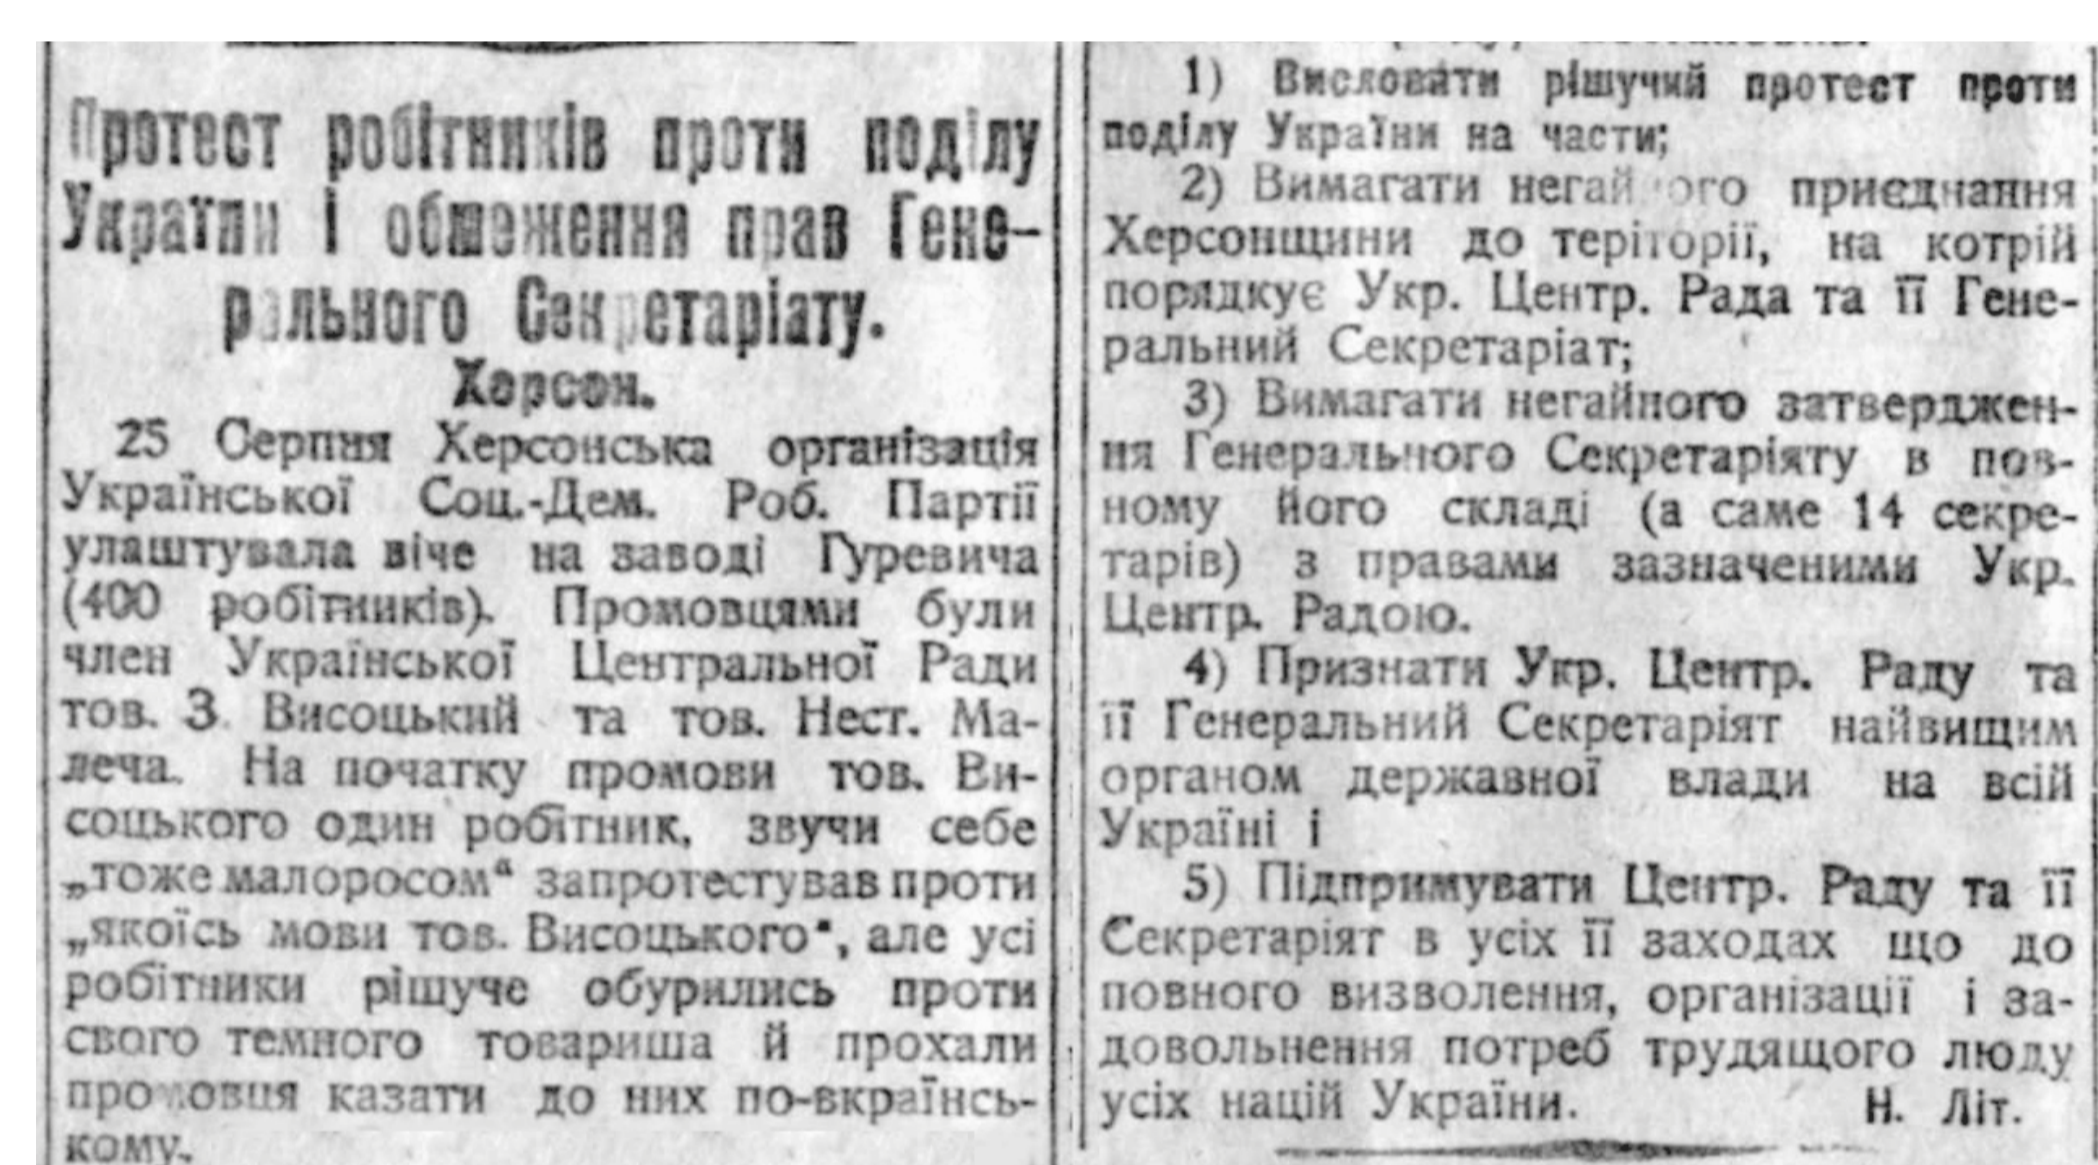 Протест робітників проти поділу
України і обмеження прав Гене-
рального Секретаріату.
Херсон.
25 Серпня Херсонська організація
Української Соц.-Дем. Роб. Партії
улаштувала віче на заводі Гуревича
(400 робітників). Промовцями були
член Української Центральної Ради
тов. З. Висоцький та тов. Нест. Ма-
леча. На початку промови тов. Ви-
соцького один робітник, звучи себе
„тоже малоросом“ запротестував проти
„якоїсь мови тов. Висоцького“, але усі
робітники рішуче обурились проти
свого темного товариша й прохали
промовця казати до них по-вкраїнсь-
кому.
1) Висловити рішучий протест проти
поділу України на части;
2) Вимагати негайного приєднання
Херсонщини до теріторії, на котрій
порядкує Укр. Центр. Рада та її Гене-
ральний Секретаріат;
3) Вимагати негайного затверджен-
ня Генерального Секретаріяту в пов-
ному його складі (а саме 14 секре-
тарів) з правами зазначеними Укр.
Центр. Радою.
4) Признати Укр. Центр. Раду та
її Генеральний Секретаріят найвищим
органом державної влади на всій
Україні і
5) Підпримувати Центр. Раду та її
Секретаріят в усіх її заходах що до
повного визволення, організації і за-
довольнення потреб трудящого люду
усіх націй України. Н. Літ.